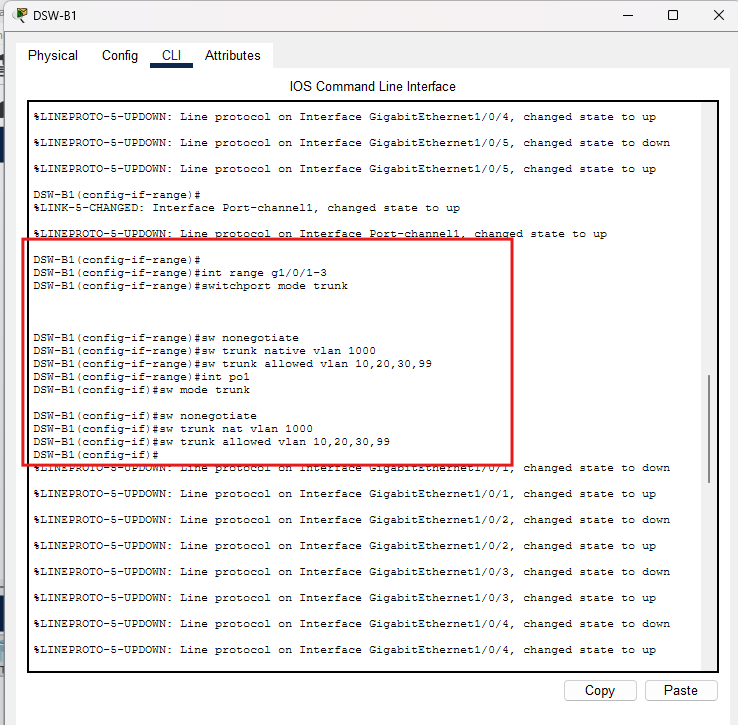 DSW-B1
Physical Config CLI Attributes
IOS Command Line Interface
%LINEPROTO-5-UPDOWN: Line protocol on Interface GigabitEthernet1/0/4, changed state to up
%LINEPROTO-5-UPDOWN: Line protocol on Interface GigabitEthernet1/0/5, changed state to down
%LINEPROTO-5-UPDOWN: Line protocol on Interface GigabitEthernet1/0/5, changed state to up
DSW-B1(config-if-range)#
%LINK-5-CHANGED: Interface Port-channel1, changed state to up
%LINEPROTO-5-UPDOWN: Line protocol on Interface Port-channel1, changed state to up
DSW-B1(config-if-range)#
DSW-B1(config-if-range)#int range g1/0/1-3
DSW-B1(config-if-range)#switchport mode trunk
DSW-B1(config-if-range)#sw nonegotiate
DSW-B1(config-if-range)#sw trunk native vlan 1000
DSW-B1(config-if-range)#sw trunk allowed vlan 10,20,30,99
DSW-B1(config-if-range)#int po1
DSW-B1(config-if)#sw mode trunk
DSW-B1(config-if)#sw nonegotiate
DSW-B1(config-if)#sw trunk nat vlan 1000
DSW-B1(config-if)#sw trunk allowed vlan 10,20,30,99
DSW-B1(config-if)#
%LINEPROTO-5-UPDOWN: Line protocol on Interface GigabitEthernet1/0/1, changed state to down
%LINEPROTO-5-UPDOWN: Line protocol on Interface GigabitEthernet1/0/1, changed state to up
%LINEPROTO-5-UPDOWN: Line protocol on Interface GigabitEthernet1/0/2, changed state to down
%LINEPROTO-5-UPDOWN: Line protocol on Interface GigabitEthernet1/0/2, changed state to up
%LINEPROTO-5-UPDOWN: Line protocol on Interface GigabitEthernet1/0/3, changed state to down
%LINEPROTO-5-UPDOWN: Line protocol on Interface GigabitEthernet1/0/3, changed state to up
%LINEPROTO-5-UPDOWN: Line protocol on Interface GigabitEthernet1/0/4, changed state to down
%LINEPROTO-5-UPDOWN: Line protocol on Interface GigabitEthernet1/0/4, changed state to up
Copy Paste